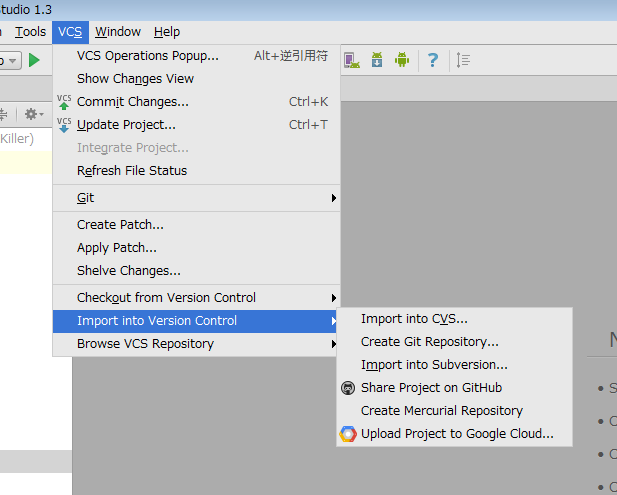 Studio 1.3
Tools VCS Window Help
VCS Operations Popup... Alt+逆引用符
Show Changes View
VCS Commit Changes... Ctrl+K
VCS Update Project... Ctrl+T
Integrate Project...
Killer)
Refresh File Status
Git
Create Patch...
Apply Patch...
Shelve Changes...
Checkout from Version Control
Import into Version Control
Browse VCS Repository
Import into CVS...
Create Git Repository...
Import into Subversion...
Share Project on GitHub
Create Mercurial Repository
Upload Project to Google Cloud...